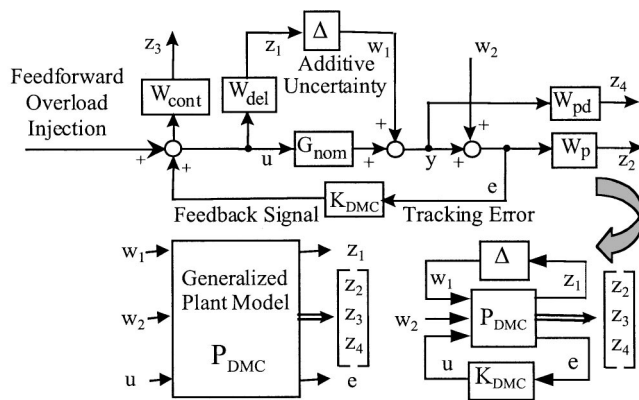 z3
z1
Δ
w1
w2
z4
Feedforward
Overload
Injection
Wcont
Wdel
Additive
Uncertainty
Wpd
+
+
+
u
Gnom
+
+
y
+
+
e
Wp
z2
Feedback Signal
KDMC
Tracking Error
w1
w2
u
Generalized
Plant Model
PDMC
z1
z2
z3
z4
e
Δ
w1
z1
w2
PDMC
z2
z3
z4
u
KDMC
e